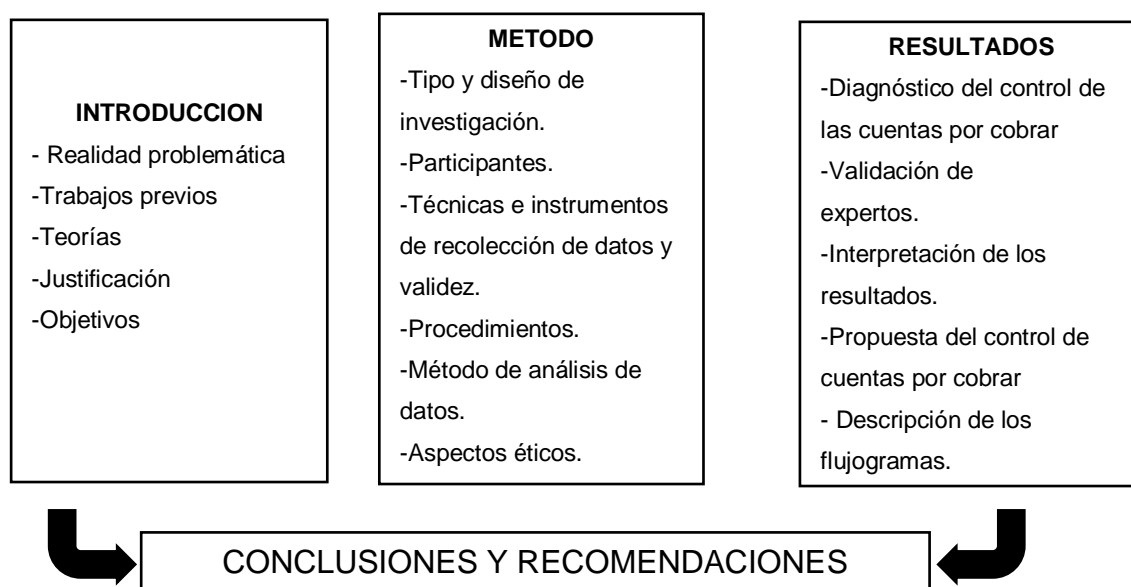 INTRODUCCION
- Realidad problemática
-Trabajos previos
-Teorías
-Justificación
-Objetivos
METODO
-Tipo y diseño de
investigación.
-Participantes.
-Técnicas e instrumentos
de recolección de datos y
validez.
-Procedimientos.
-Método de análisis de
datos.
-Aspectos éticos.
RESULTADOS
-Diagnóstico del control de
las cuentas por cobrar
-Validación de
expertos.
-Interpretación de los
resultados.
-Propuesta del control de
cuentas por cobrar
- Descripción de los
flujogramas.
CONCLUSIONES Y RECOMENDACIONES